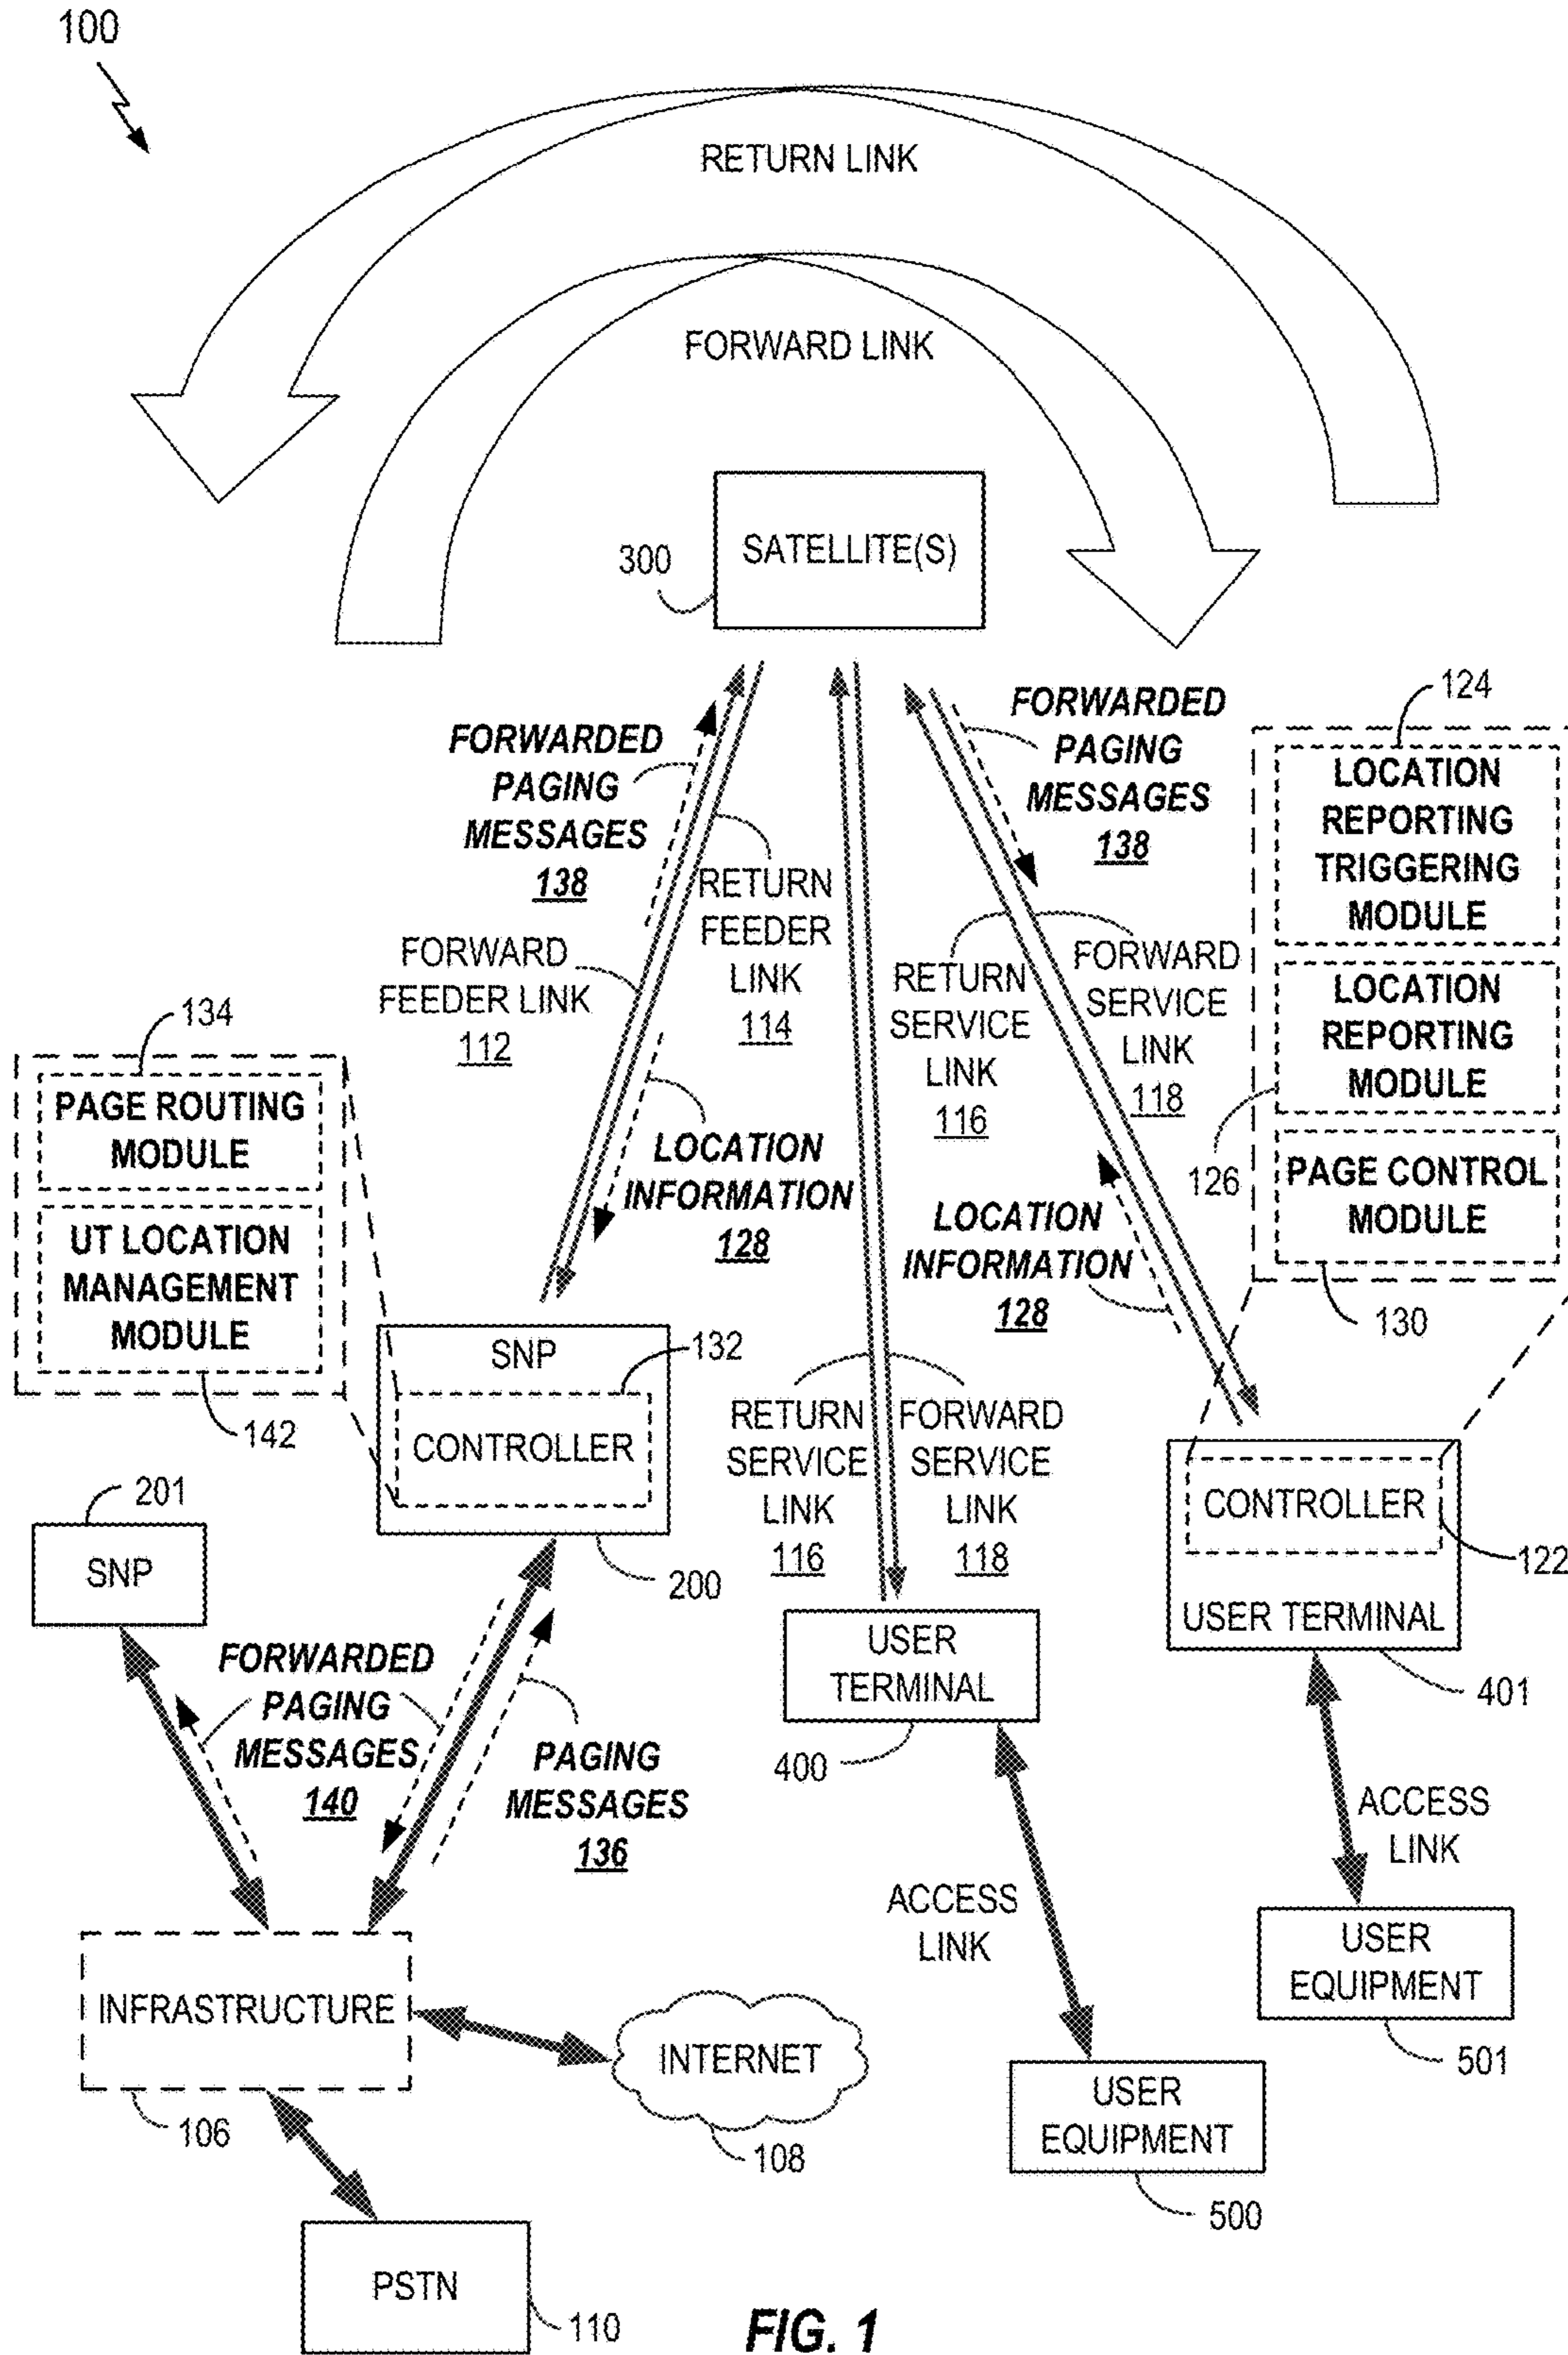 100
RETURN LINK
FORWARD LINK
SATELLITE(S)
300
FORWARDED
PAGING
MESSAGES
138
FORWARDED
PAGING
MESSAGES
138
124
LOCATION
REPORTING
TRIGGERING
MODULE
LOCATION
REPORTING
MODULE
126
PAGE CONTROL
MODULE
130
RETURN
FEEDER
LINK
114
FORWARD
FEEDER LINK
112
RETURN
SERVICE
LINK
116
FORWARD
SERVICE
LINK
118
134
PAGE ROUTING
MODULE
UT LOCATION
MANAGEMENT
MODULE
142
LOCATION
INFORMATION
128
LOCATION
INFORMATION
128
SNP
132
CONTROLLER
200
RETURN
SERVICE
LINK
116
FORWARD
SERVICE
LINK
118
CONTROLLER
122
USER TERMINAL
401
201
SNP
USER
TERMINAL
400
FORWARDED
PAGING
MESSAGES
140
PAGING
MESSAGES
136
ACCESS
LINK
ACCESS
LINK
INFRASTRUCTURE
106
INTERNET
108
USER
EQUIPMENT
501
USER
EQUIPMENT
500
PSTN
110
FIG. 1